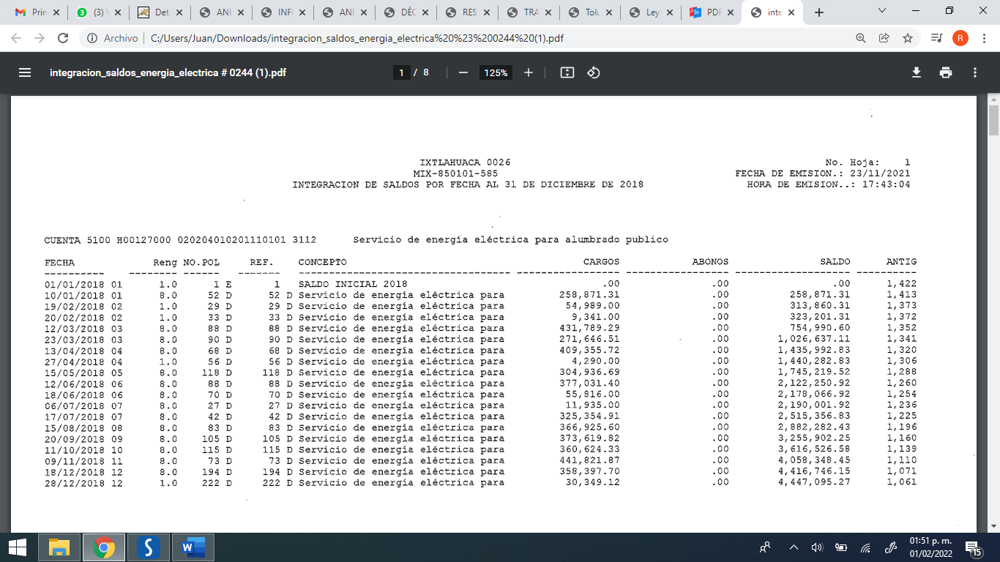 Prin
(3) W
Det
ANE
INFO
ANE
DÉC
RES
TRA
Tolu
Ley
PDF
inte
Archivo | C:/Users/Juan/Downloads/integracion_saldos_energia_electrica%20%23%200244%20(1).pdf
R
integracion_saldos_energia_electrica # 0244 (1).pdf 1 / 8 125%
IXTLAHUACA 0026 No. Hoja: 1
MIX-850101-585 FECHA DE EMISION.: 23/11/2021
INTEGRACION DE SALDOS POR FECHA AL 31 DE DICIEMBRE DE 2018 HORA DE EMISION..: 17:43:04
CUENTA 5100 H00127000 020204010201110101 3112 Servicio de energía eléctrica para alumbrado publico
FECHA Reng NO.POL REF. CONCEPTO CARGOS ABONOS SALDO ANTIG
01/01/2018 01 1.0 1 E 1 SALDO INICIAL 2018 .00 .00 .00 1,422
10/01/2018 01 8.0 52 D 52 D Servicio de energía eléctrica para 258,871.31 .00 258,871.31 1,413
19/02/2018 02 1.0 29 D 29 D Servicio de energía eléctrica para 54,989.00 .00 313,860.31 1,373
20/02/2018 02 1.0 33 D 33 D Servicio de energía eléctrica para 9,341.00 .00 323,201.31 1,372
12/03/2018 03 8.0 88 D 88 D Servicio de energía eléctrica para 431,789.29 .00 754,990.60 1,352
23/03/2018 03 8.0 90 D 90 D Servicio de energía eléctrica para 271,646.51 .00 1,026,637.11 1,341
13/04/2018 04 8.0 68 D 68 D Servicio de energía eléctrica para 409,355.72 .00 1,435,992.83 1,320
27/04/2018 04 1.0 56 D 56 D Servicio de energía eléctrica para 4,290.00 .00 1,440,282.83 1,306
15/05/2018 05 8.0 118 D 118 D Servicio de energía eléctrica para 304,936.69 .00 1,745,219.52 1,288
12/06/2018 06 8.0 88 D 88 D Servicio de energía eléctrica para 377,031.40 .00 2,122,250.92 1,260
18/06/2018 06 8.0 70 D 70 D Servicio de energía eléctrica para 55,816.00 .00 2,178,066.92 1,254
06/07/2018 07 8.0 27 D 27 D Servicio de energía eléctrica para 11,935.00 .00 2,190,001.92 1,236
17/07/2018 07 8.0 42 D 42 D Servicio de energía eléctrica para 325,354.91 .00 2,515,356.83 1,225
15/08/2018 08 8.0 83 D 83 D Servicio de energía eléctrica para 366,925.60 .00 2,882,282.43 1,196
20/09/2018 09 8.0 105 D 105 D Servicio de energía eléctrica para 373,619.82 .00 3,255,902.25 1,160
11/10/2018 10 8.0 115 D 115 D Servicio de energía eléctrica para 360,624.33 .00 3,616,526.58 1,139
09/11/2018 11 8.0 73 D 73 D Servicio de energía eléctrica para 441,821.87 .00 4,058,348.45 1,110
18/12/2018 12 8.0 194 D 194 D Servicio de energía eléctrica para 358,397.70 .00 4,416,746.15 1,071
28/12/2018 12 1.0 222 D 222 D Servicio de energía eléctrica para 30,349.12 .00 4,447,095.27 1,061
01:51 p. m.
01/02/2022
15